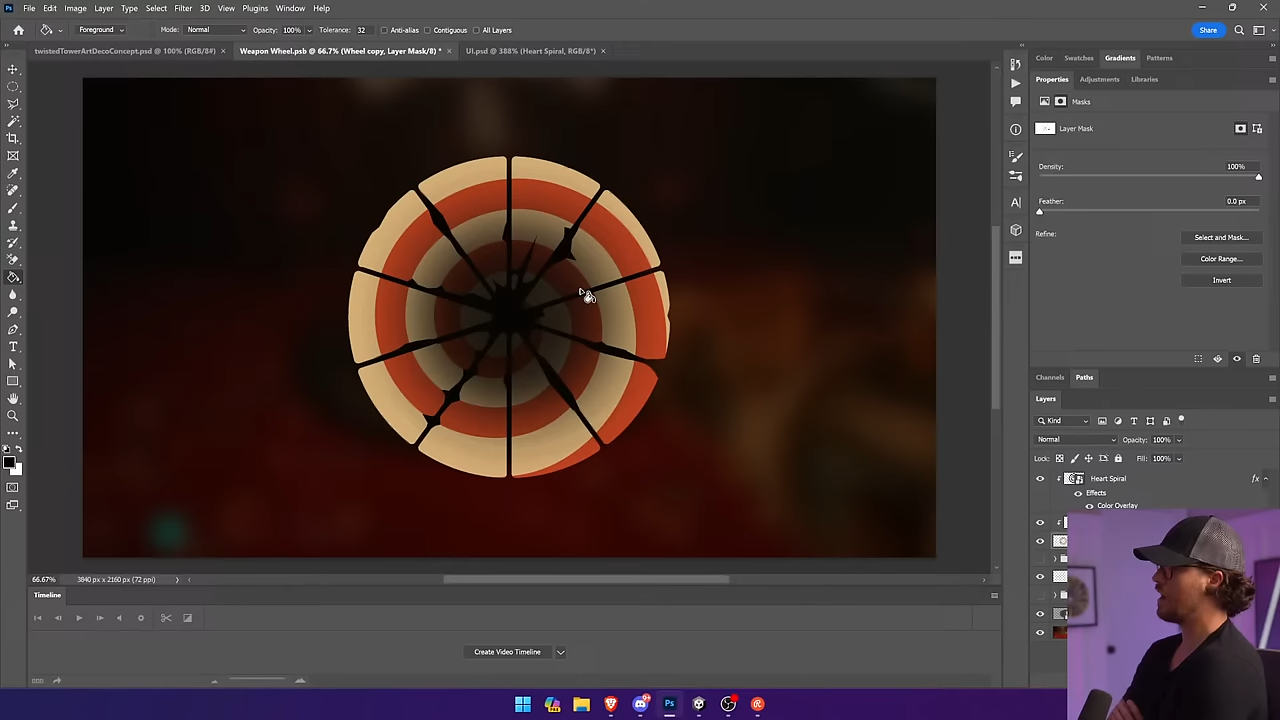 Ps File Edit Image Layer Type Select Filter 3D View Plugins Window Help
Foreground Mode: Normal Opacity: 100% Tolerance: 32 Anti-alias Contiguous All Layers Share
twistedTowerArtDecoConcept.psd @ 100% (RGB/8#) × Weapon Wheel.psb @ 66.7% (Wheel copy, Layer Mask/8) * × UI.psd @ 388% (Heart Spiral, RGB/8*) ×
Color Swatches Gradients Patterns
Properties Adjustments Libraries
Masks
Layer Mask
Density: 100%
Feather: 0.0 px
Refine: Select and Mask...
Color Range...
Invert
Channels Paths
Layers
Kind
Normal Opacity: 100%
Lock: Fill: 100%
Heart Spiral fx
Effects
Color Overlay
66.67% 3840 px x 2160 px (72 ppi)
Timeline
Create Video Timeline
Ps